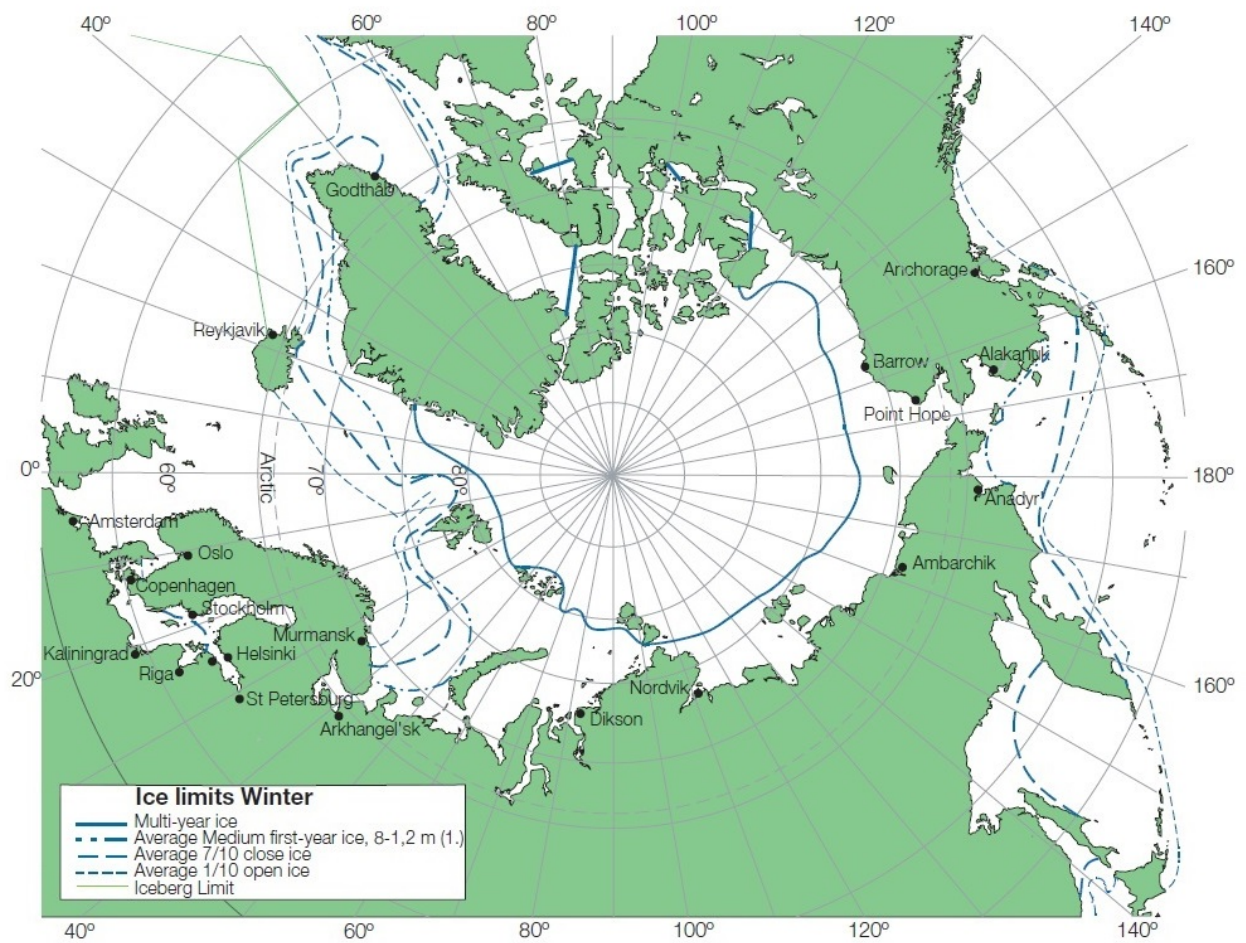 40º 60º 80º 100º 120º 140º
Godthåb
Anchorage
160º
Reykjavik
Barrow
Alakanuk
Point Hope
0º
60º
Arctic
70º
80º
180º
Anadyr
Amsterdam
Oslo
Copenhagen
Ambarchik
Stockholm
Murmansk
Kaliningrad
Helsinki
Riga
20º
St Petersburg
Nordvik
160º
Arkhangel'sk
Dikson
Ice limits Winter
Multi-year ice
Average Medium first-year ice, 8-1,2 m (1.)
Average 7/10 close ice
Average 1/10 open ice
Iceberg Limit
40º 60º 80º 100º 120º 140º